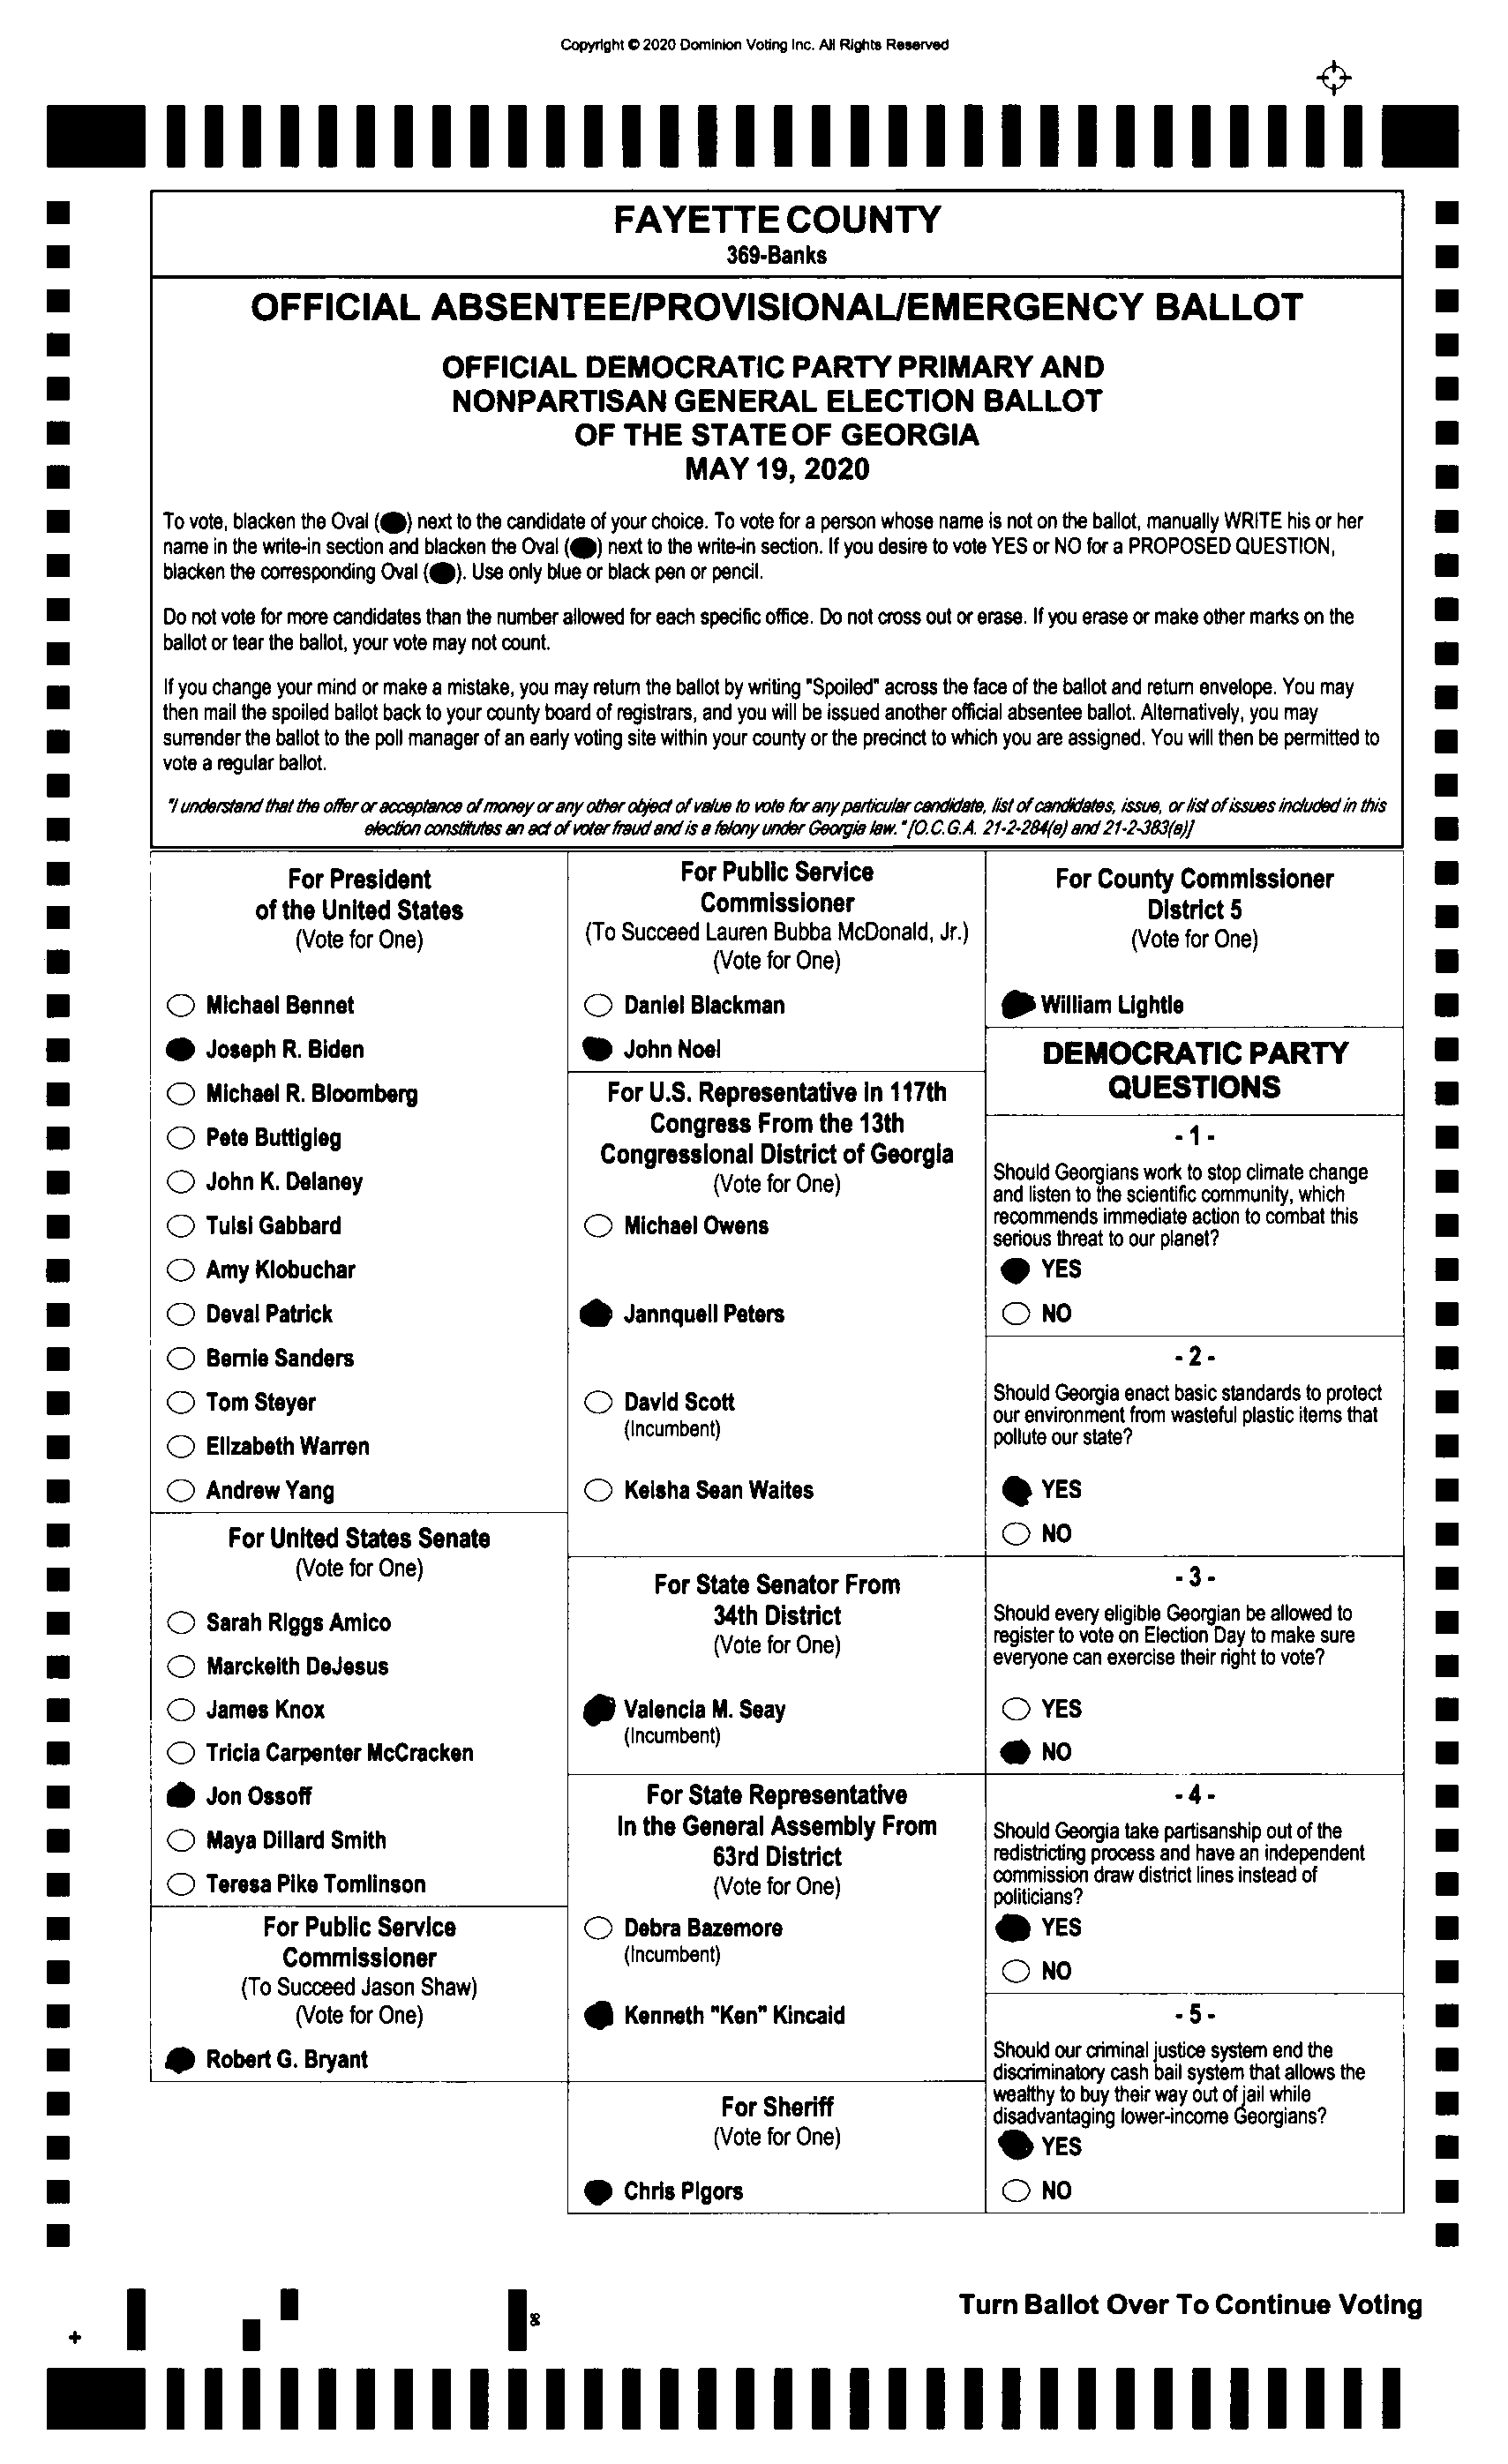 Copyright © 2020 Dominion Voting Inc. All Rights Reserved
FAYETTE COUNTY
369-Banks
OFFICIAL ABSENTEE/PROVISIONAL/EMERGENCY BALLOT
OFFICIAL DEMOCRATIC PARTY PRIMARY AND
NONPARTISAN GENERAL ELECTION BALLOT
OF THE STATE OF GEORGIA
MAY 19, 2020
To vote, blacken the Oval (●) next to the candidate of your choice. To vote for a person whose name is not on the ballot, manually WRITE his or her
name in the write-in section and blacken the Oval (●) next to the write-in section. If you desire to vote YES or NO for a PROPOSED QUESTION,
blacken the corresponding Oval (●). Use only blue or black pen or pencil.
Do not vote for more candidates than the number allowed for each specific office. Do not cross out or erase. If you erase or make other marks on the
ballot or tear the ballot, your vote may not count.
If you change your mind or make a mistake, you may return the ballot by writing "Spoiled" across the face of the ballot and return envelope. You may
then mail the spoiled ballot back to your county board of registrars, and you will be issued another official absentee ballot. Alternatively, you may
surrender the ballot to the poll manager of an early voting site within your county or the precinct to which you are assigned. You will then be permitted to
vote a regular ballot.
"I understand that the offer or acceptance of money or any other object of value to vote for any particular candidate, list of candidates, issue, or list of issues included in this
election constitutes an act of voter fraud and is a felony under Georgia law." [O.C.G.A. 21-2-284(e) and 21-2-383(a)]
For President
of the United States
(Vote for One)
Michael Bennet
Joseph R. Biden
Michael R. Bloomberg
Pete Buttigieg
John K. Delaney
Tulsi Gabbard
Amy Klobuchar
Deval Patrick
Bernie Sanders
Tom Steyer
Elizabeth Warren
Andrew Yang
For United States Senate
(Vote for One)
Sarah Riggs Amico
Marckeith DeJesus
James Knox
Tricia Carpenter McCracken
Jon Ossoff
Maya Dillard Smith
Teresa Pike Tomlinson
For Public Service
Commissioner
(To Succeed Jason Shaw)
(Vote for One)
Robert G. Bryant
For Public Service
Commissioner
(To Succeed Lauren Bubba McDonald, Jr.)
(Vote for One)
Daniel Blackman
John Noel
For U.S. Representative in 117th
Congress From the 13th
Congressional District of Georgia
(Vote for One)
Michael Owens
Jannquell Peters
David Scott
(Incumbent)
Keisha Sean Waites
For State Senator From
34th District
(Vote for One)
Valencia M. Seay
(Incumbent)
For State Representative
In the General Assembly From
63rd District
(Vote for One)
Debra Bazemore
(Incumbent)
Kenneth "Ken" Kincaid
For Sheriff
(Vote for One)
Chris Pigors
For County Commissioner
District 5
(Vote for One)
William Lightle
DEMOCRATIC PARTY
QUESTIONS
- 1 -
Should Georgians work to stop climate change
and listen to the scientific community, which
recommends immediate action to combat this
serious threat to our planet?
YES
NO
- 2 -
Should Georgia enact basic standards to protect
our environment from wasteful plastic items that
pollute our state?
YES
NO
- 3 -
Should every eligible Georgian be allowed to
register to vote on Election Day to make sure
everyone can exercise their right to vote?
YES
NO
- 4 -
Should Georgia take partisanship out of the
redistricting process and have an independent
commission draw district lines instead of
politicians?
YES
NO
- 5 -
Should our criminal justice system end the
discriminatory cash bail system that allows the
wealthy to buy their way out of jail while
disadvantaging lower-income Georgians?
YES
NO
Turn Ballot Over To Continue Voting